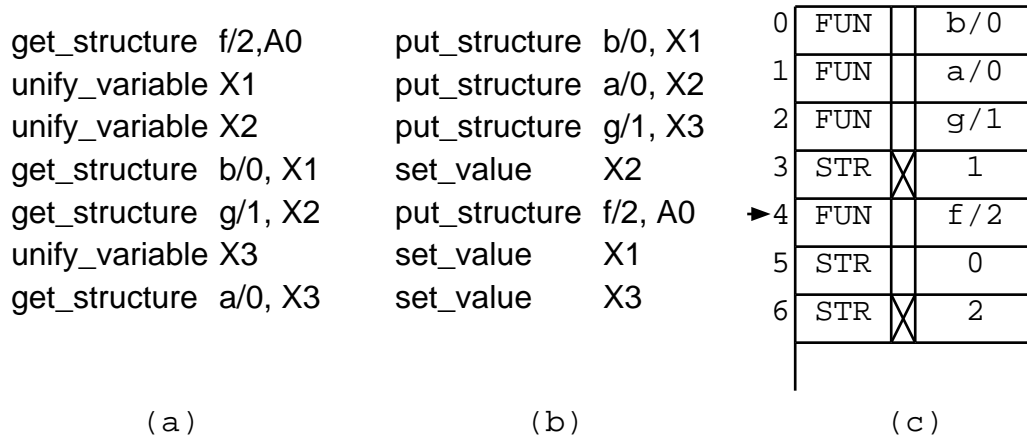 get_structure f/2,A0
unify_variable X1
unify_variable X2
get_structure b/0, X1
get_structure g/1, X2
unify_variable X3
get_structure a/0, X3
(a)
put_structure b/0, X1
put_structure a/0, X2
put_structure g/1, X3
set_value X2
put_structure f/2, A0
set_value X1
set_value X3
(b)
0 FUN b/0
1 FUN a/0
2 FUN g/1
3 STR 1
4 FUN f/2
5 STR 0
6 STR 2
(c)